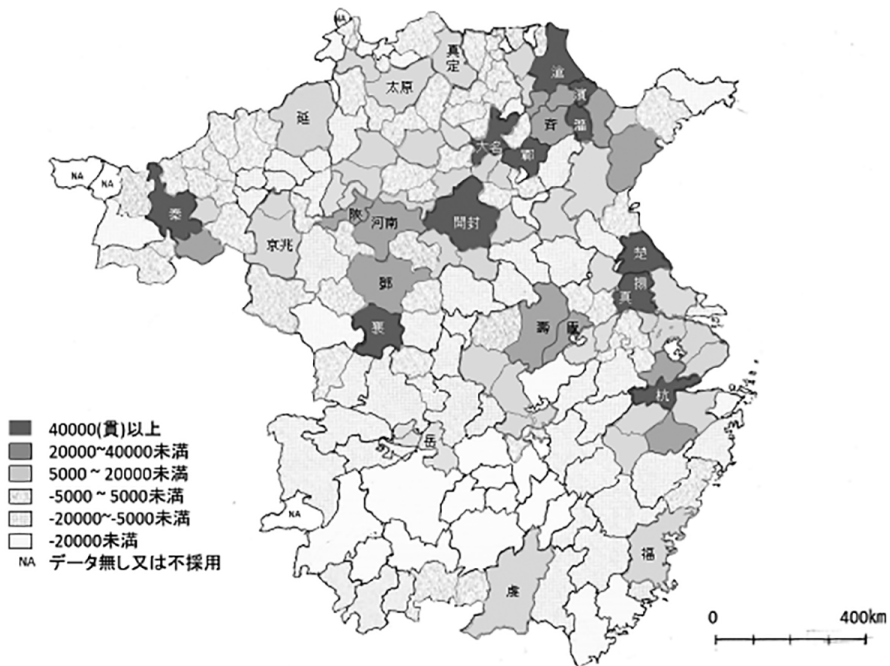 NA
真定
滄
太原
濱
延
斉
淄
大名
鄆
NA
NA
秦
陝
河南
開封
京兆
楚
鄧
真
揚
襄
壽
廬
杭
岳
NA
福
虔
40000(貫)以上
20000~40000未満
5000~20000未満
-5000~5000未満
-20000~-5000未満
-20000未満
NA データ無し又は不採用
0 400km